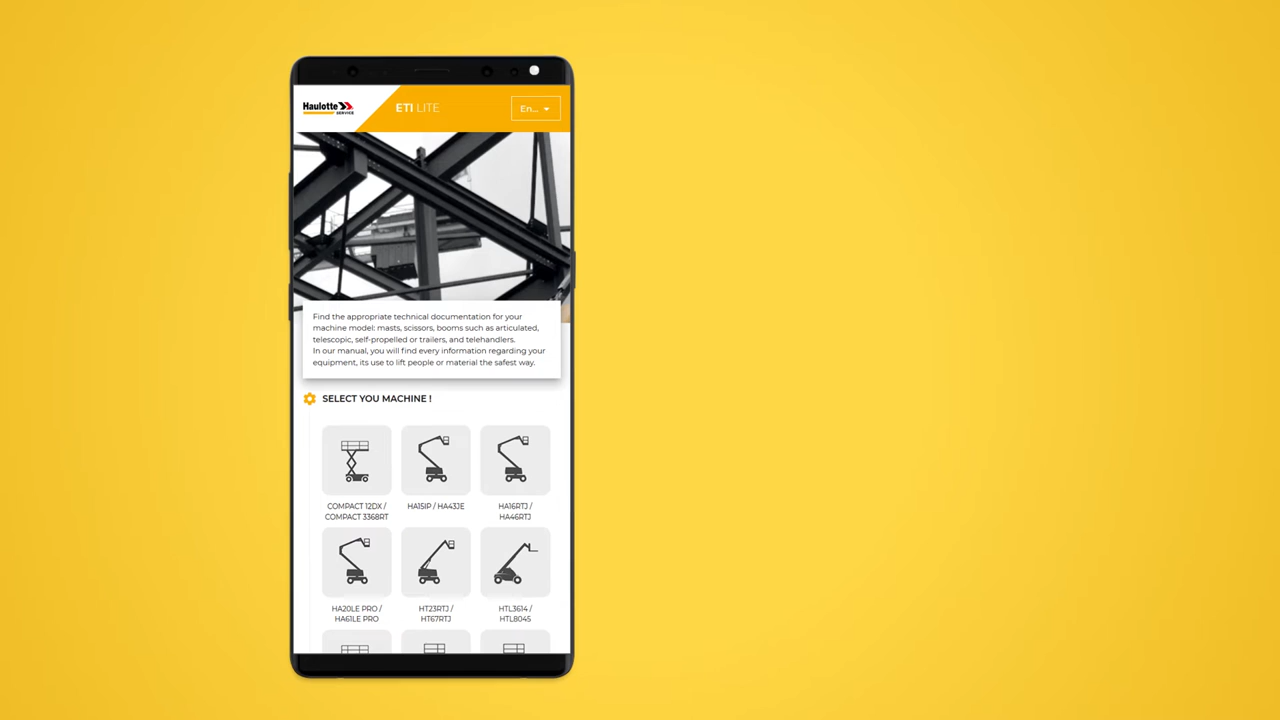 Haulotte
SERVICE
ETI LITE
En...
Find the appropriate technical documentation for your
machine model: masts, scissors, booms such as articulated,
telescopic, self-propelled or trailers, and telehandlers.
In our manual, you will find every information regarding your
equipment, its use to lift people or material the safest way.
SELECT YOU MACHINE !
COMPACT 12DX /
COMPACT 3368RT
HA15IP / HA43JE
HA16RTJ /
HA46RTJ
HA20LE PRO /
HA61LE PRO
HT23RTJ /
HT67RTJ
HTL3614 /
HTL8045